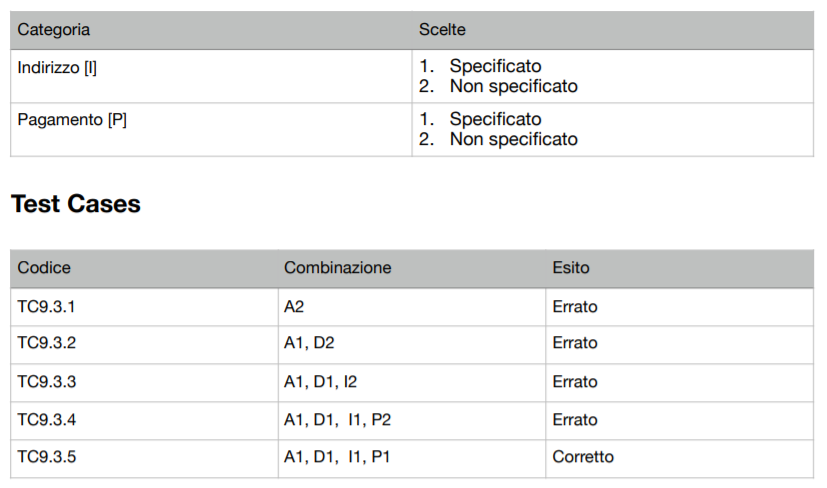 Categoria Scelte
Indirizzo [I] 1. Specificato
2. Non specificato
Pagamento [P] 1. Specificato
2. Non specificato
Test Cases
Codice Combinazione Esito
TC9.3.1 A2 Errato
TC9.3.2 A1, D2 Errato
TC9.3.3 A1, D1, I2 Errato
TC9.3.4 A1, D1, I1, P2 Errato
TC9.3.5 A1, D1, I1, P1 Corretto